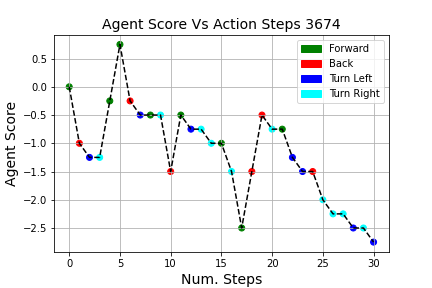 Agent Score Vs Action Steps 3674
Forward
Back
Turn Left
Turn Right
Agent Score
0.5
0.0
−0.5
−1.0
−1.5
−2.0
−2.5
0 5 10 15 20 25 30
Num. Steps